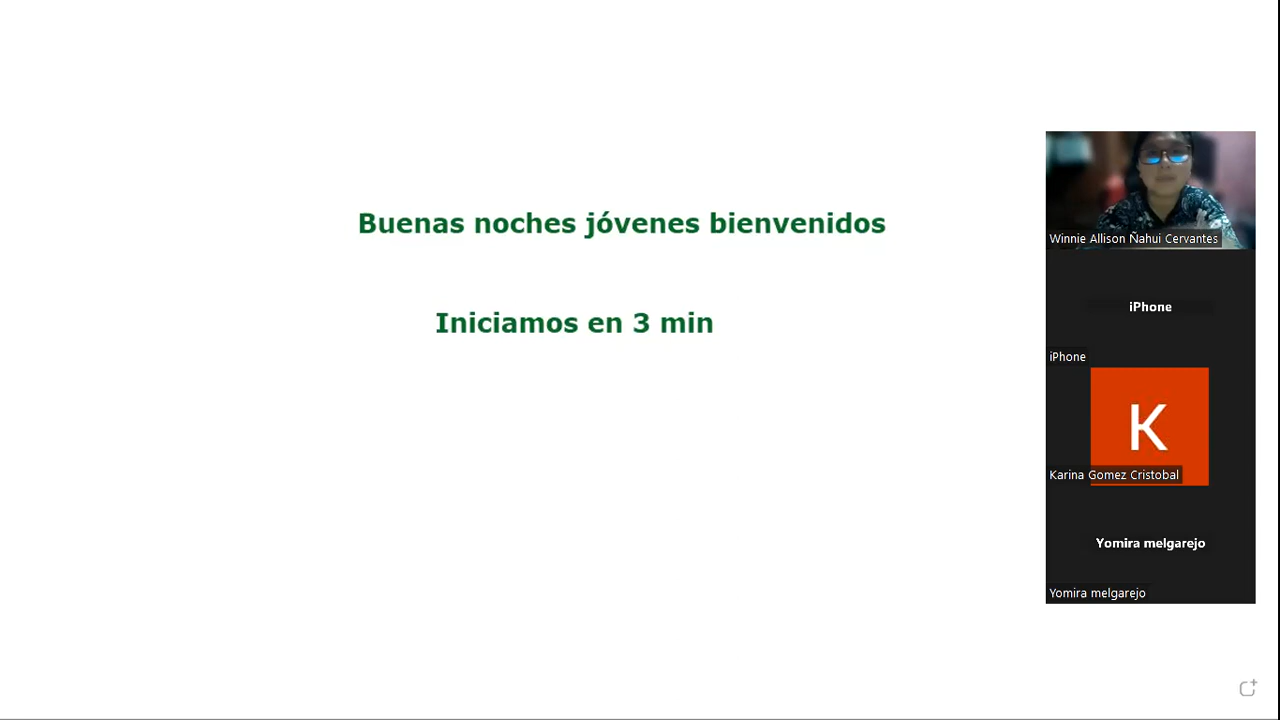 Buenas noches jóvenes bienvenidos
Iniciamos en 3 min
Winnie Allison Ñahui Cervantes
iPhone
iPhone
K
Karina Gomez Cristobal
Yomira melgarejo
Yomira melgarejo